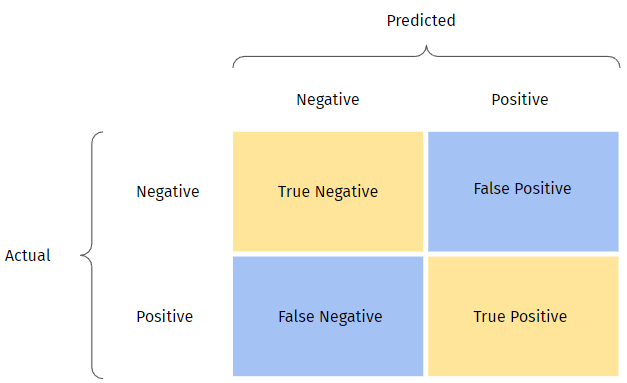 Predicted
Negative
Positive
Negative
True Negative
False Positive
Actual
Positive
False Negative
True Positive